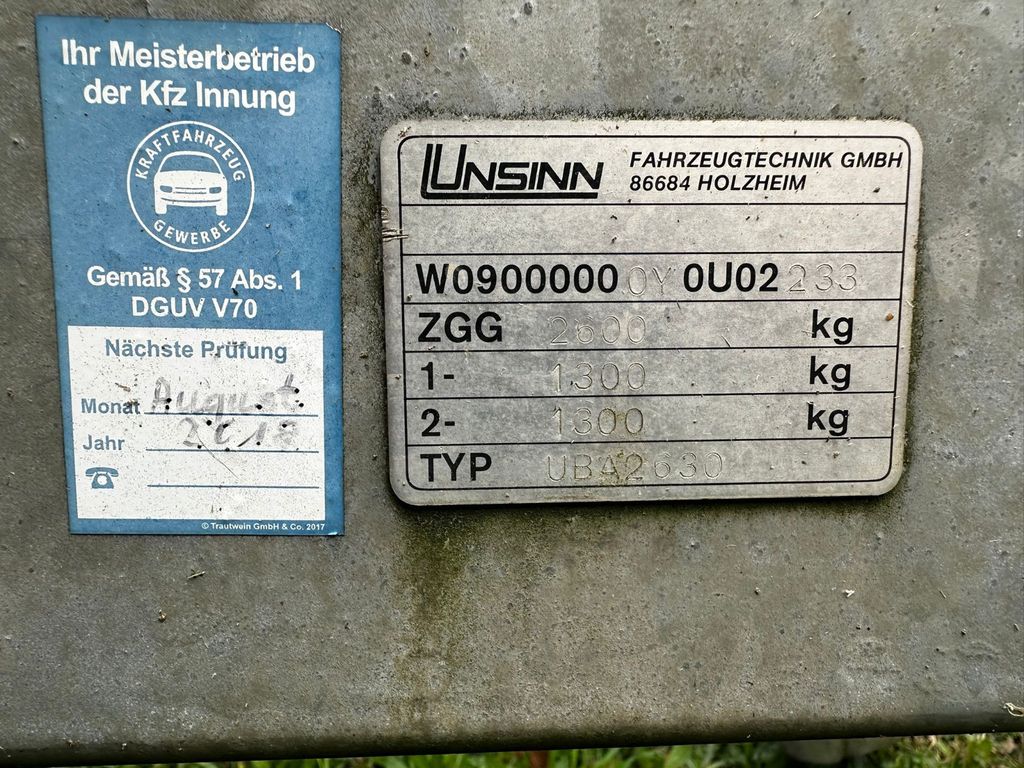 Ihr Meisterbetrieb
der Kfz Innung
KRAFTFAHRZEUG
GEWERBE
Gemäß § 57 Abs. 1
DGUV V70
Nächste Prüfung
Monat August
Jahr 2018
© Trautwein GmbH & Co. 2017
UNSINN FAHRZEUGTECHNIK GMBH
86684 HOLZHEIM
W09000000Y0U02233
ZGG 2600 kg
1- 1300 kg
2- 1300 kg
TYP UBA2630